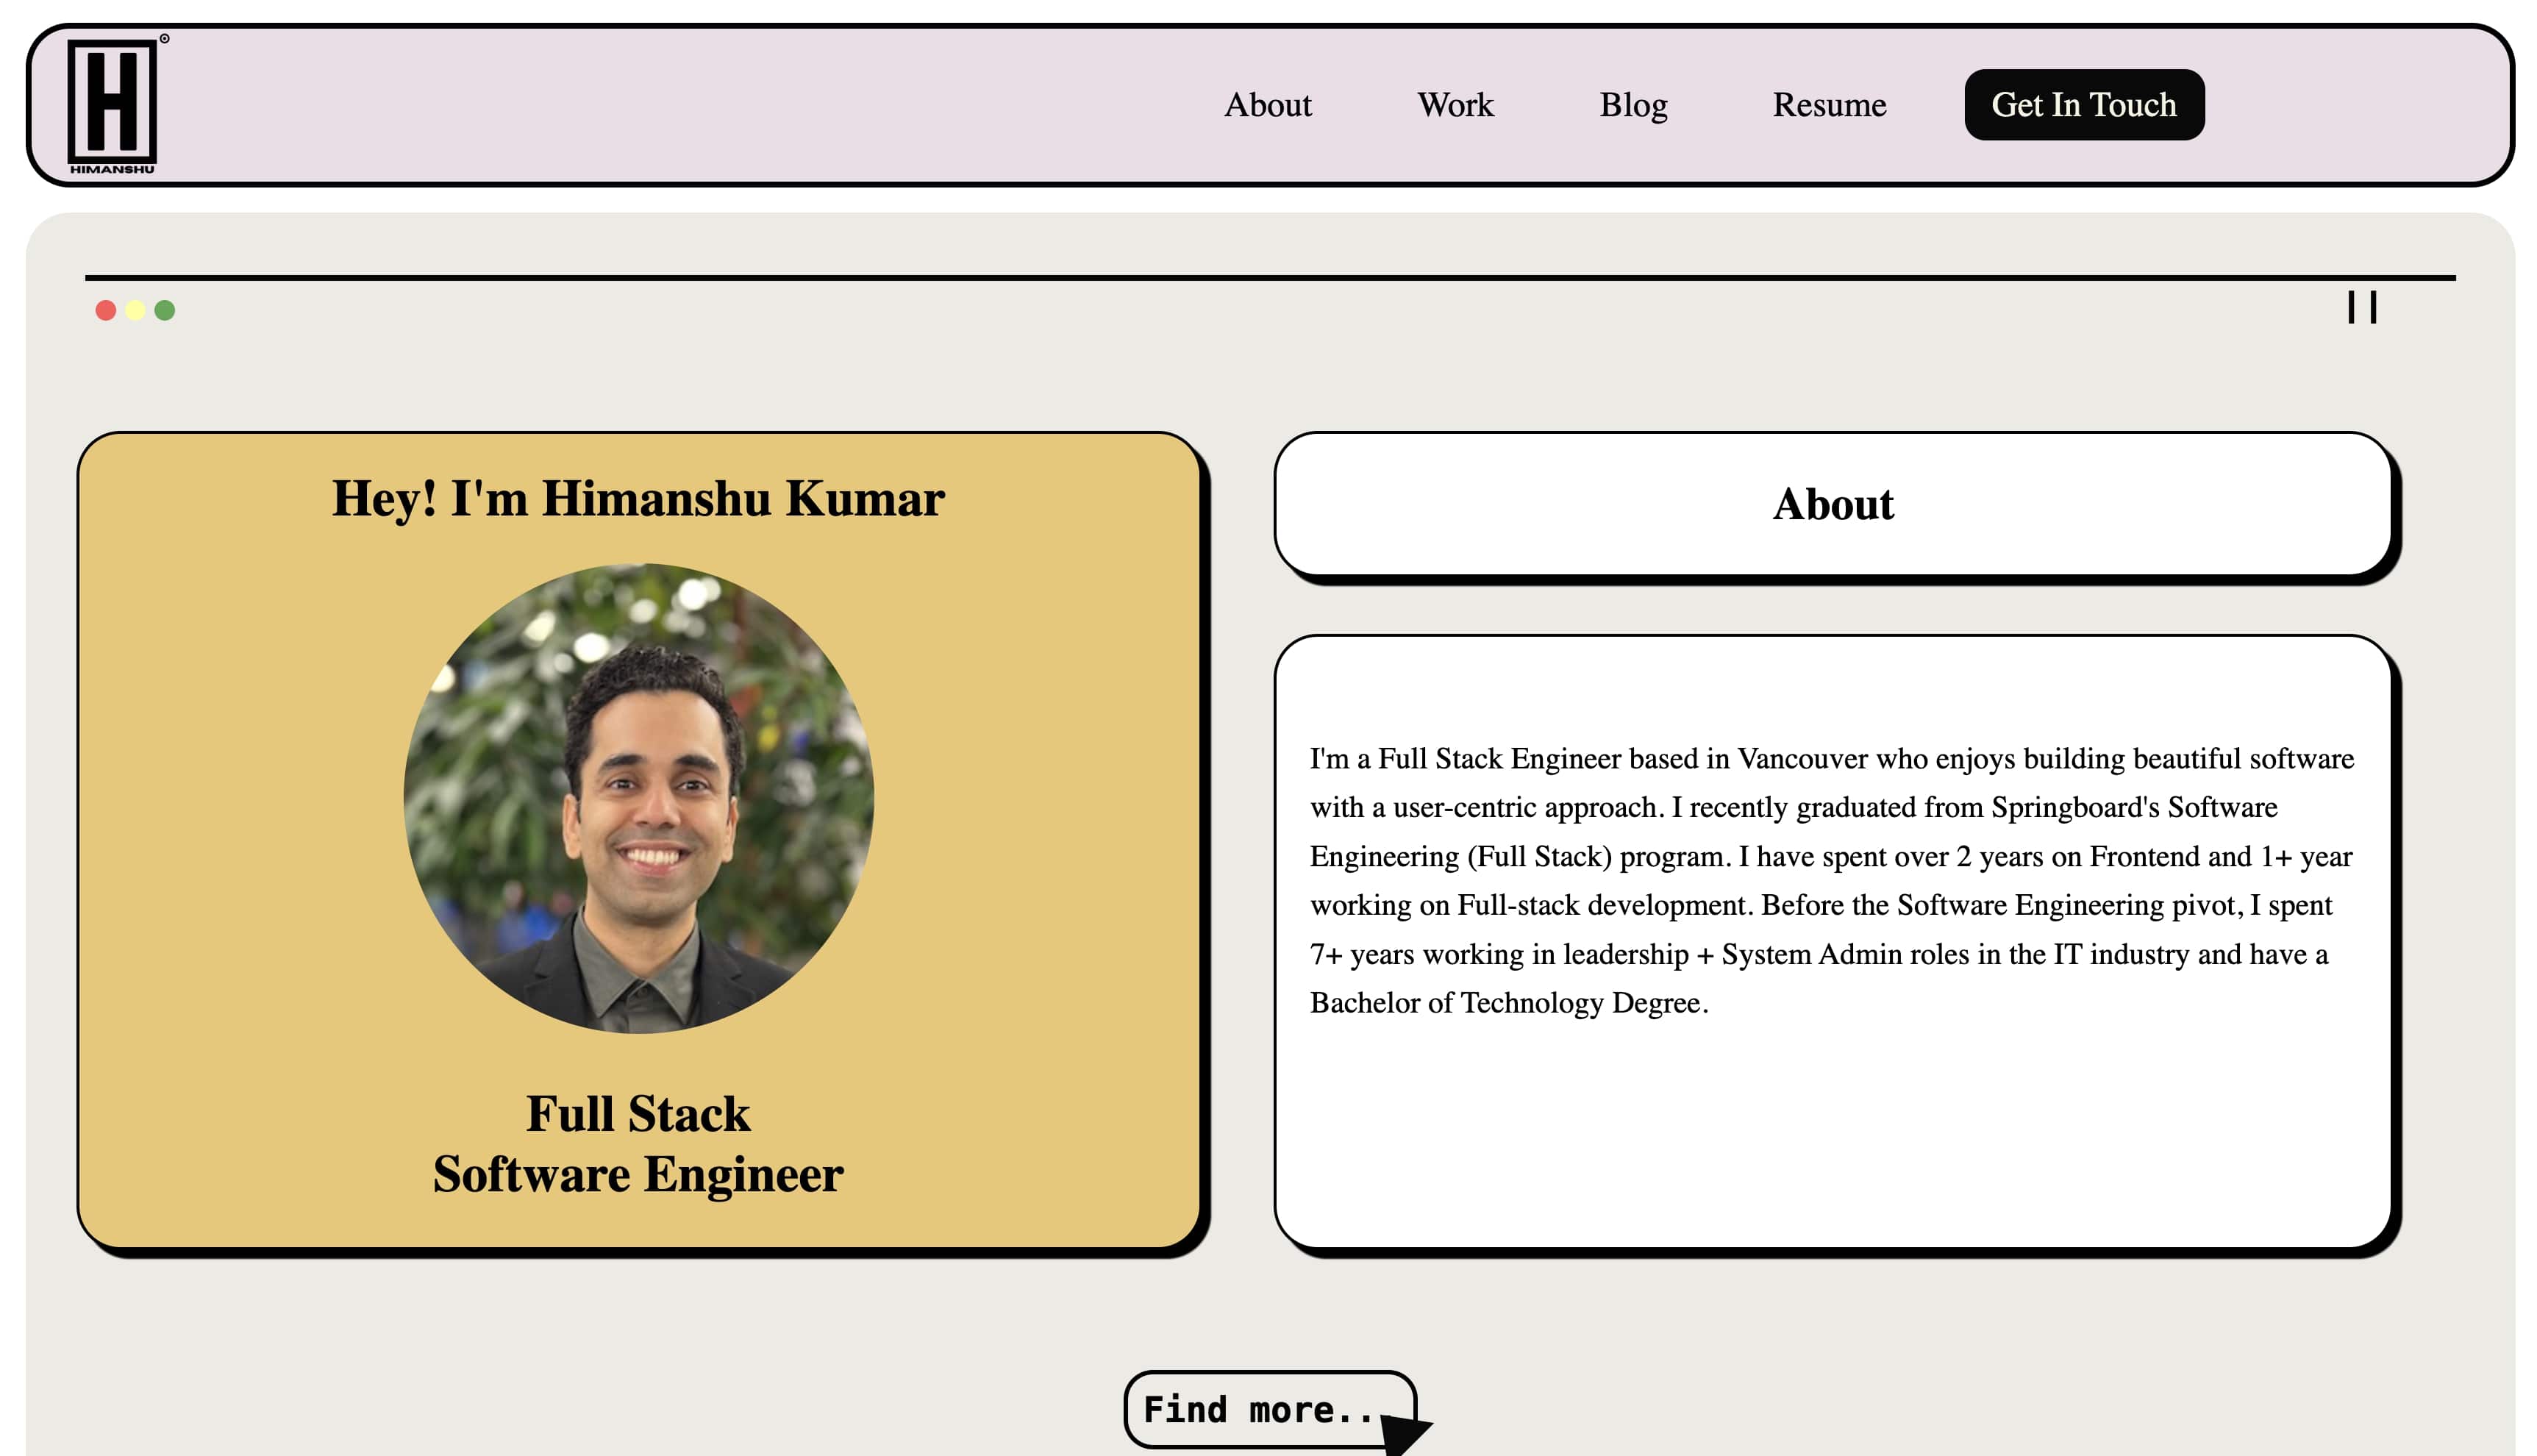 H
HIMANSHU
About
Work
Blog
Resume
Get In Touch
Hey! I'm Himanshu Kumar
Full Stack
Software Engineer
About
I'm a Full Stack Engineer based in Vancouver who enjoys building beautiful software
with a user-centric approach. I recently graduated from Springboard's Software
Engineering (Full Stack) program. I have spent over 2 years on Frontend and 1+ year
working on Full-stack development. Before the Software Engineering pivot, I spent
7+ years working in leadership + System Admin roles in the IT industry and have a
Bachelor of Technology Degree.
Find more...